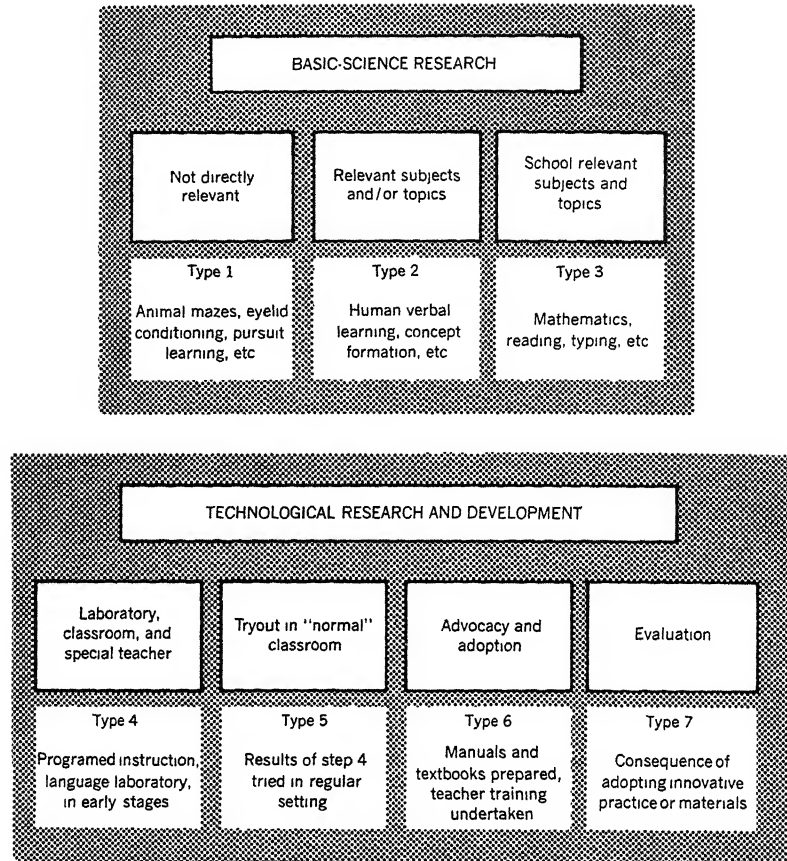 BASIC-SCIENCE RESEARCH
Not directly
relevant
Relevant subjects
and/or topics
School relevant
subjects and
topics
Type 1
Animal mazes, eyelid
conditioning, pursuit
learning, etc
Type 2
Human verbal
learning, concept
formation, etc
Type 3
Mathematics,
reading, typing, etc
TECHNOLOGICAL RESEARCH AND DEVELOPMENT
Laboratory,
classroom, and
special teacher
Tryout in "normal"
classroom
Advocacy and
adoption
Evaluation
Type 4
Programed instruction,
language laboratory,
in early stages
Type 5
Results of step 4
tried in regular
setting
Type 6
Manuals and
textbooks prepared,
teacher training
undertaken
Type 7
Consequence of
adopting innovative
practice or materials